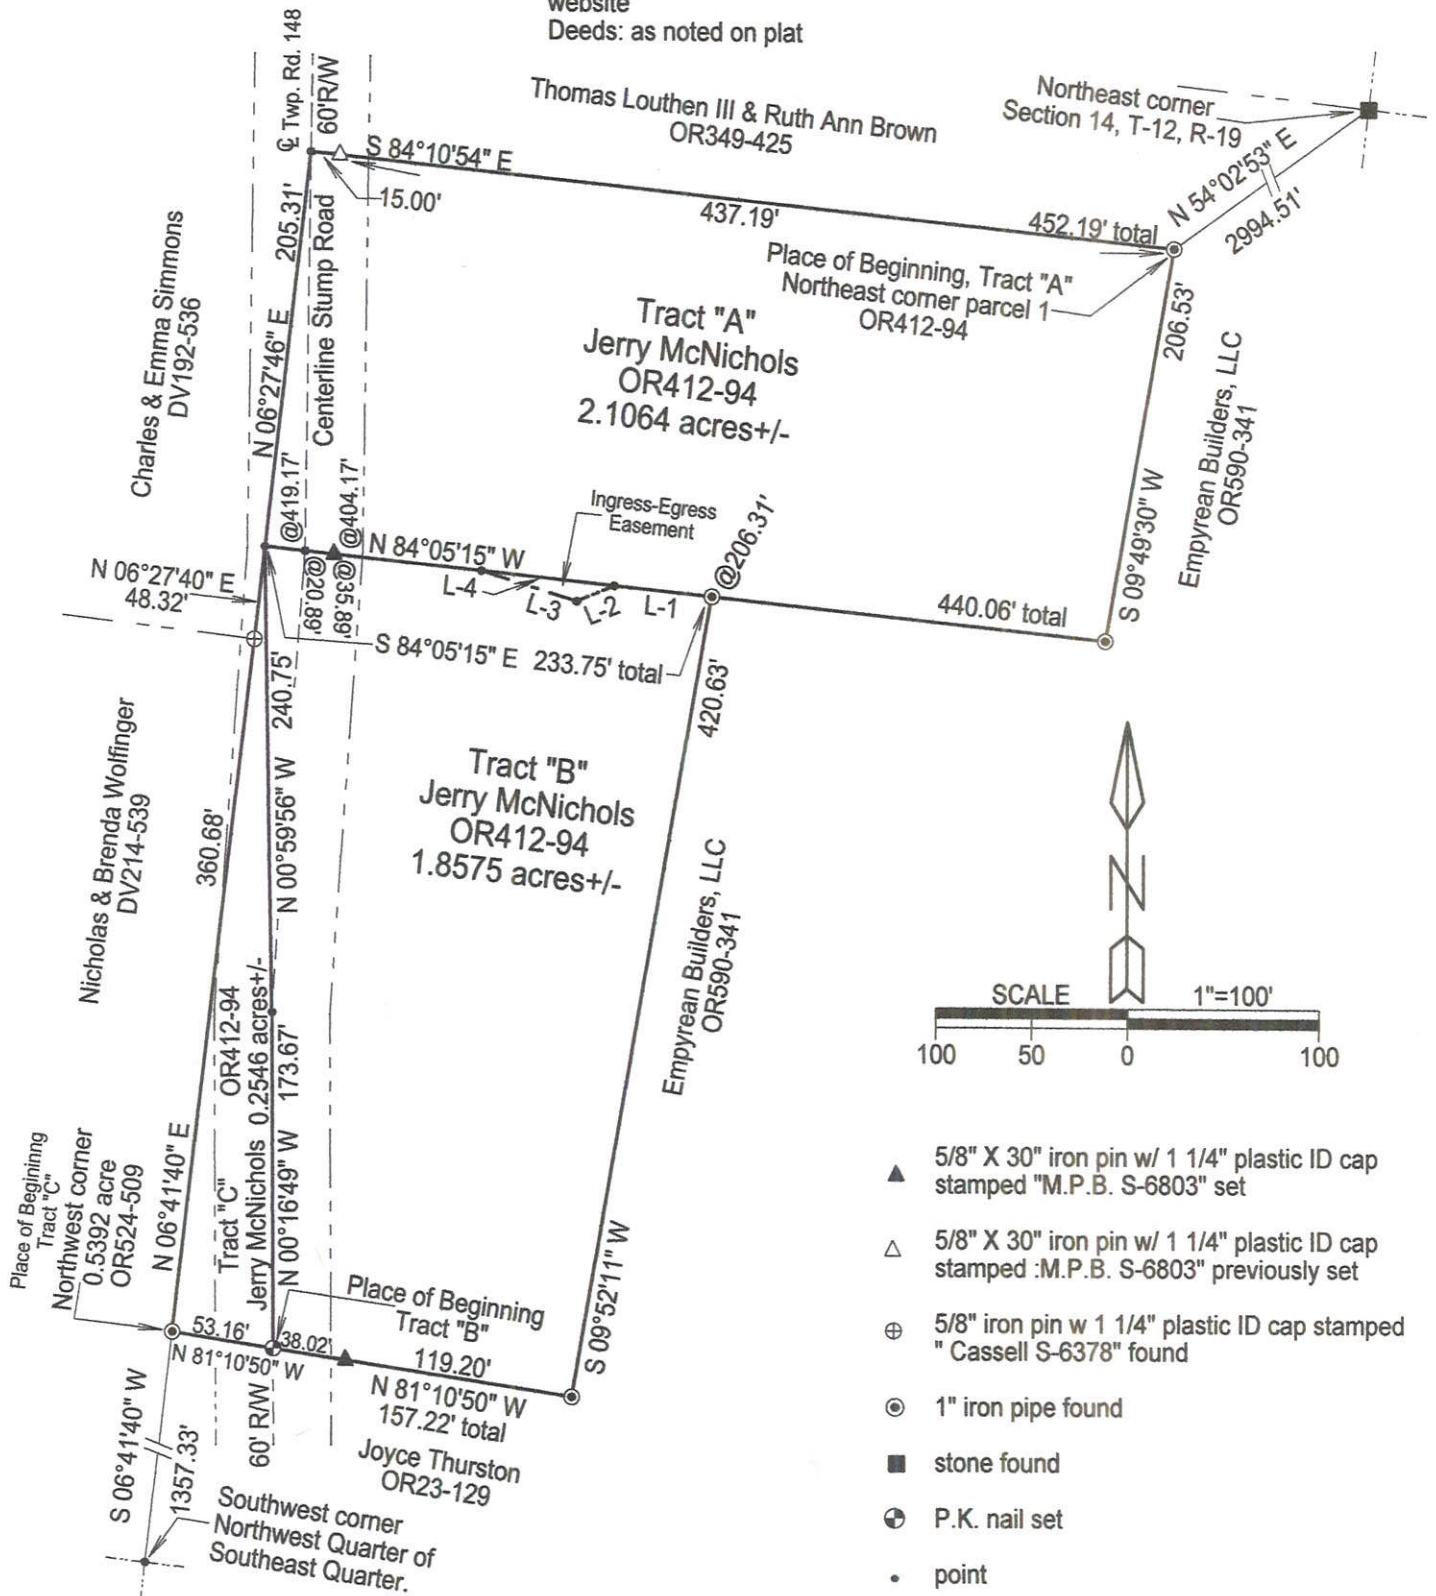 website
Deeds: as noted on plat
℄ Twp. Rd. 148
60'R/W
Thomas Louthen III & Ruth Ann Brown
OR349-425
Northeast corner
Section 14, T-12, R-19
S 84°10'54" E
15.00'
437.19'
452.19' total
N 54°02'53" E
2994.51'
Place of Beginning, Tract "A"
Northeast corner parcel 1
OR412-94
205.31'
N 06°27'46" E
Centerline Stump Road
Charles & Emma Simmons
DV192-536
Tract "A"
Jerry McNichols
OR412-94
2.1064 acres+/-
206.53'
S 09°49'30" W
Empyrean Builders, LLC
OR590-341
@419.17'
@404.17'
N 84°05'15" W
Ingress-Egress
Easement
@206.31'
@20.89'
@35.89'
L-4
L-3
L-2
L-1
440.06' total
N 06°27'40" E
48.32'
S 84°05'15" E 233.75' total
240.75'
N 00°59'56" W
420.63'
Nicholas & Brenda Wolfinger
DV214-539
360.68'
Tract "B"
Jerry McNichols
OR412-94
1.8575 acres+/-
Empyrean Builders, LLC
OR590-341
N
SCALE 1"=100'
100 50 0 100
Tract "C" OR412-94
Jerry McNichols 0.2546 acres+/-
N 00°16'49" W 173.67'
N 06°41'40" E
Place of Begininng
Tract "C"
Northwest corner
0.5392 acre
OR524-509
S 09°52'11" W
Place of Beginning
Tract "B"
53.16'
N 81°10'50" W
38.02'
119.20'
N 81°10'50" W
157.22' total
60' R/W
Joyce Thurston
OR23-129
S 06°41'40" W
1357.33'
Southwest corner
Northwest Quarter of
Southeast Quarter.
5/8" X 30" iron pin w/ 1 1/4" plastic ID cap
stamped "M.P.B. S-6803" set
5/8" X 30" iron pin w/ 1 1/4" plastic ID cap
stamped :M.P.B. S-6803" previously set
5/8" iron pin w 1 1/4" plastic ID cap stamped
" Cassell S-6378" found
1" iron pipe found
stone found
P.K. nail set
point